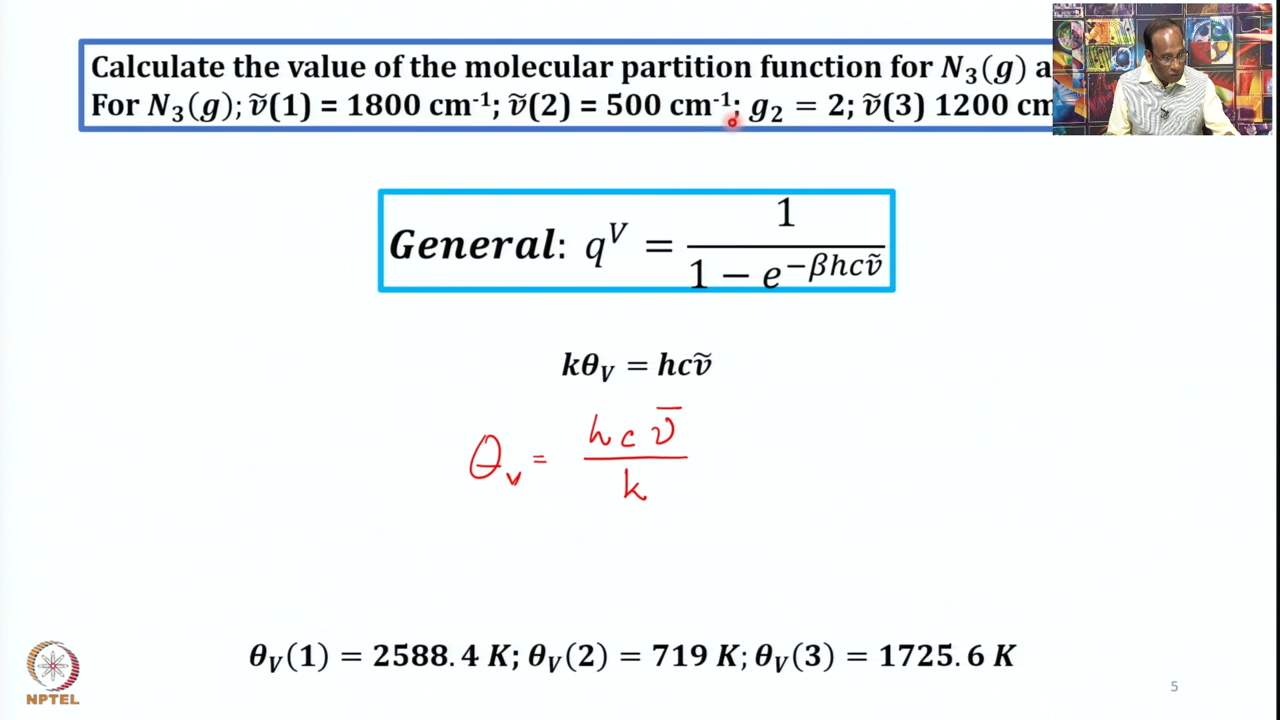 Calculate the value of the molecular partition function for N₃(g) a
For N₃(g); ṽ(1) = 1800 cm⁻¹; ṽ(2) = 500 cm⁻¹; g₂ = 2; ṽ(3) 1200 cm
General: q^V = 1 / (1 − e^(−βhcṽ))
kθ_V = hcṽ
θ_v = h c ν̄ / k
θ_V(1) = 2588.4 K; θ_V(2) = 719 K; θ_V(3) = 1725.6 K
NPTEL
5